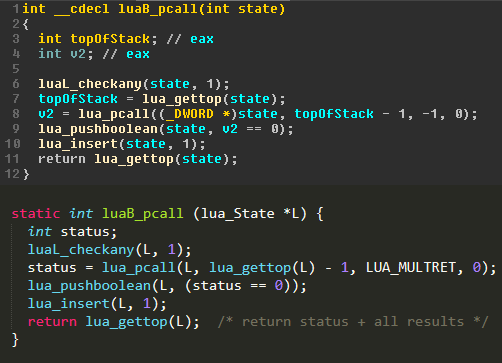 1 int __cdecl luaB_pcall(int state)
2 {
3 int topOfStack; // eax
4 int v2; // eax
5
6 luaL_checkany(state, 1);
7 topOfStack = lua_gettop(state);
8 v2 = lua_pcall((_DWORD *)state, topOfStack - 1, -1, 0);
9 lua_pushboolean(state, v2 == 0);
10 lua_insert(state, 1);
11 return lua_gettop(state);
12 }
static int luaB_pcall (lua_State *L) {
int status;
luaL_checkany(L, 1);
status = lua_pcall(L, lua_gettop(L) - 1, LUA_MULTRET, 0);
lua_pushboolean(L, (status == 0));
lua_insert(L, 1);
return lua_gettop(L); /* return status + all results */
}